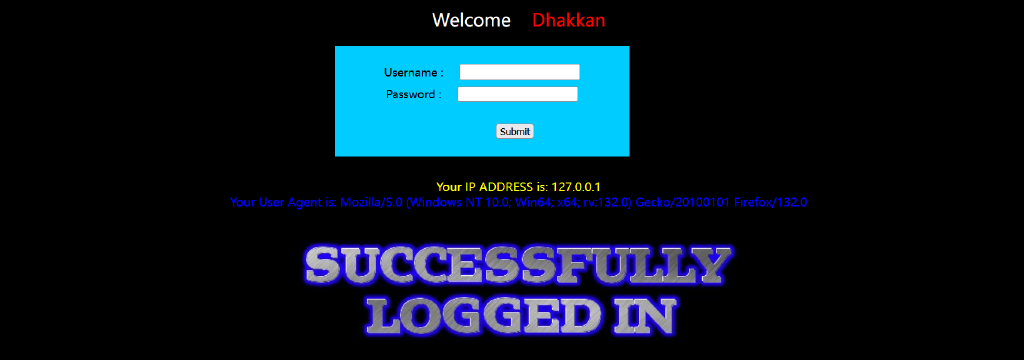 Welcome Dhakkan
Username :
Password :
Submit
Your IP ADDRESS is: 127.0.0.1
Your User Agent is: Mozilla/5.0 (Windows NT 10.0; Win64; x64; rv:132.0) Gecko/20100101 Firefox/132.0
SUCCESSFULLY
LOGGED IN